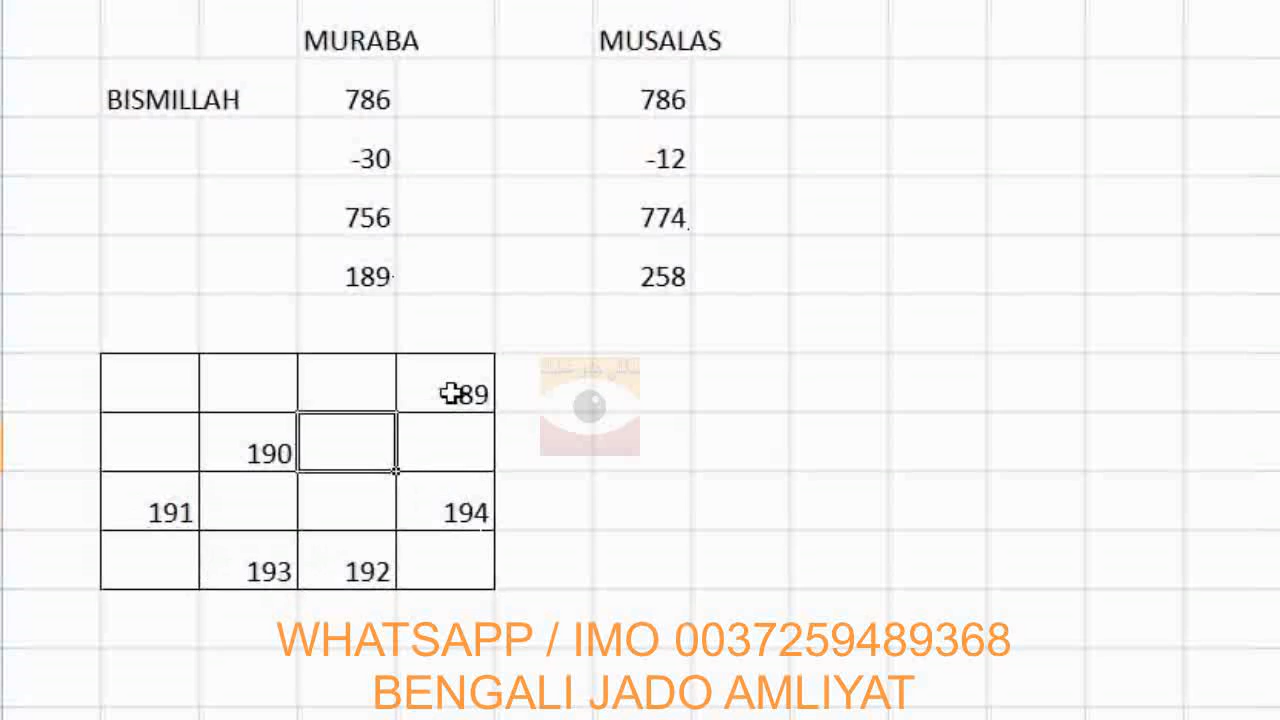 MURABA MUSALAS
BISMILLAH 786 786
-30 -12
756 774
189 258
89
190
191 194
193 192
WHATSAPP / IMO 0037259489368
BENGALI JADO AMLIYAT